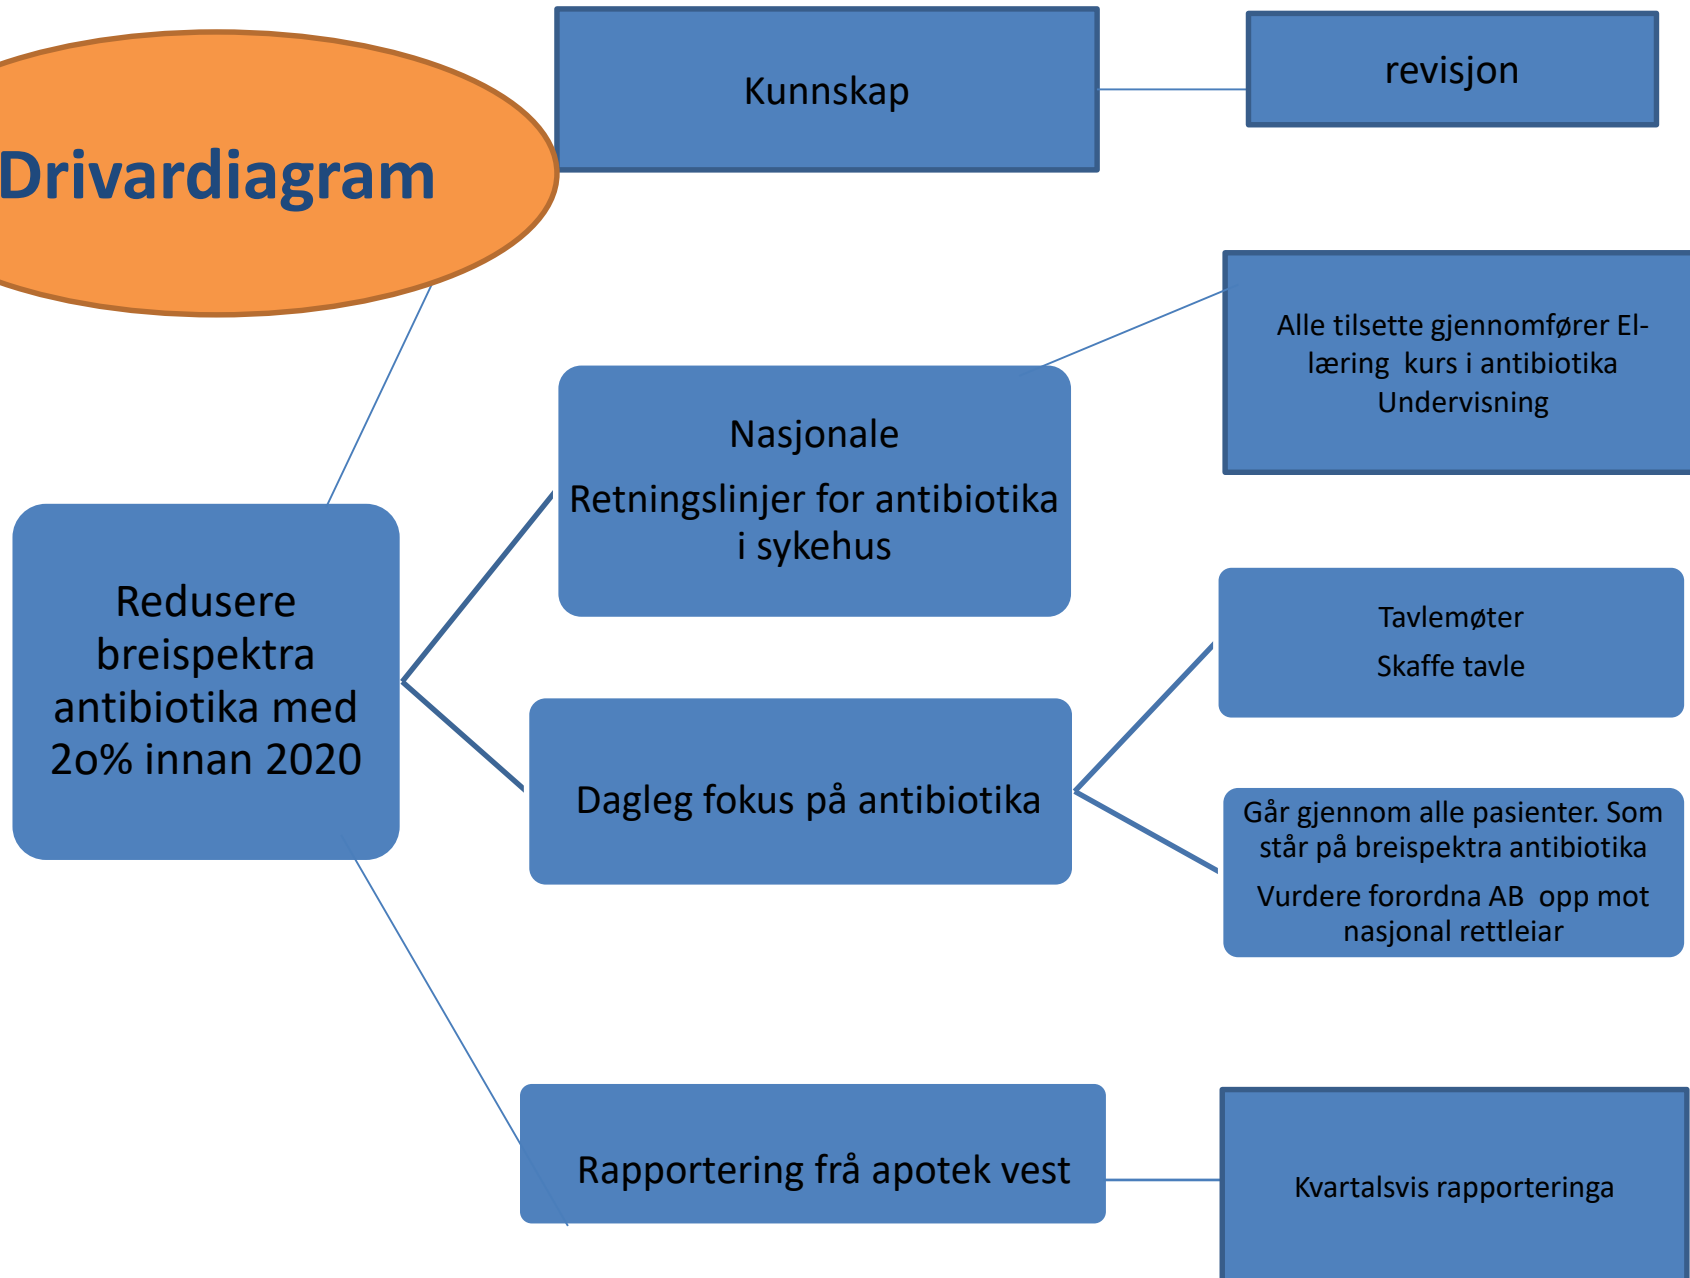 Drivardiagram
Kunnskap
revisjon
Redusere
breispektra
antibiotika med
2o% innan 2020
Nasjonale
Retningslinjer for antibiotika
i sykehus
Alle tilsette gjennomfører El-
læring  kurs i antibiotika
Undervisning
Dagleg fokus på antibiotika
Tavlemøter
Skaffe tavle
Går gjennom alle pasienter. Som
står på breispektra antibiotika
Vurdere forordna AB  opp mot
nasjonal rettleiar
Rapportering frå apotek vest
Kvartalsvis rapporteringa